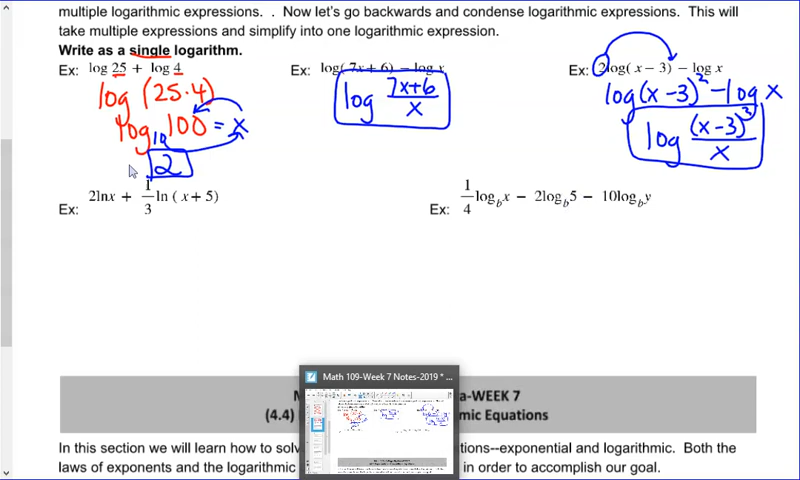 multiple logarithmic expressions. . Now let's go backwards and condense logarithmic expressions. This will
take multiple expressions and simplify into one logarithmic expression.
Write as a single logarithm.
Ex: log 25 + log 4
log (25·4)
log₁₀ 100 = x
2
Ex: log( 7x + 6) − log x
log (7x+6)/x
Ex: 2log( x − 3) − log x
log(x−3)² − log x
log (x−3)³/x
Ex: 2lnx + 1/3 ln ( x + 5)
Ex: 1/4 log_b x − 2log_b 5 − 10log_b y
Math 109-Week 7 Notes-2019 * ...
a-WEEK 7
(4.4)
mic Equations
In this section we will learn how to solv
tions--exponential and logarithmic. Both the
laws of exponents and the logarithmic
in order to accomplish our goal.